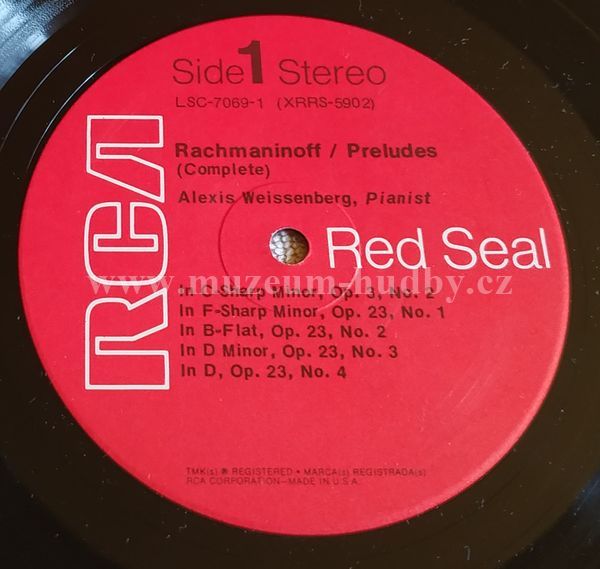 Side 1 Stereo
LSC-7069-1 (XRRS-5902)
RCA
Rachmaninoff / Preludes
(Complete)
Alexis Weissenberg, Pianist
Red Seal
www.muzeum-hudby.cz
In C-Sharp Minor, Op. 3, No. 2
In F-Sharp Minor, Op. 23, No. 1
In B-Flat, Op. 23, No. 2
In D Minor, Op. 23, No. 3
In D, Op. 23, No. 4
TMK(s) ® REGISTERED • MARCA(s) REGISTRADA(s)
RCA CORPORATION—MADE IN U.S.A.